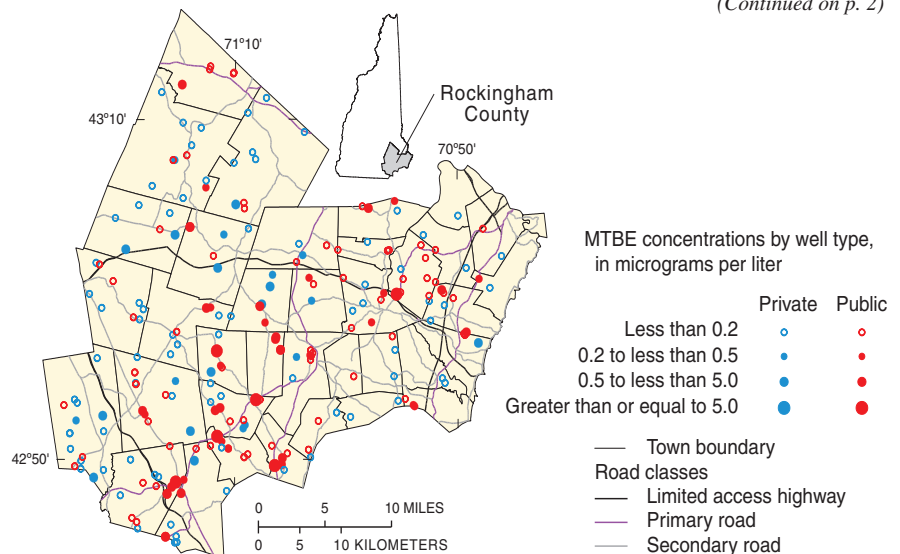 (Continued on p. 2)
71°10'
43°10'
Rockingham
County
70°50'
MTBE concentrations by well type,
in micrograms per liter
Private Public
Less than 0.2
0.2 to less than 0.5
0.5 to less than 5.0
Greater than or equal to 5.0
Town boundary
Road classes
Limited access highway
Primary road
Secondary road
42°50'
0 5 10 MILES
0 5 10 KILOMETERS